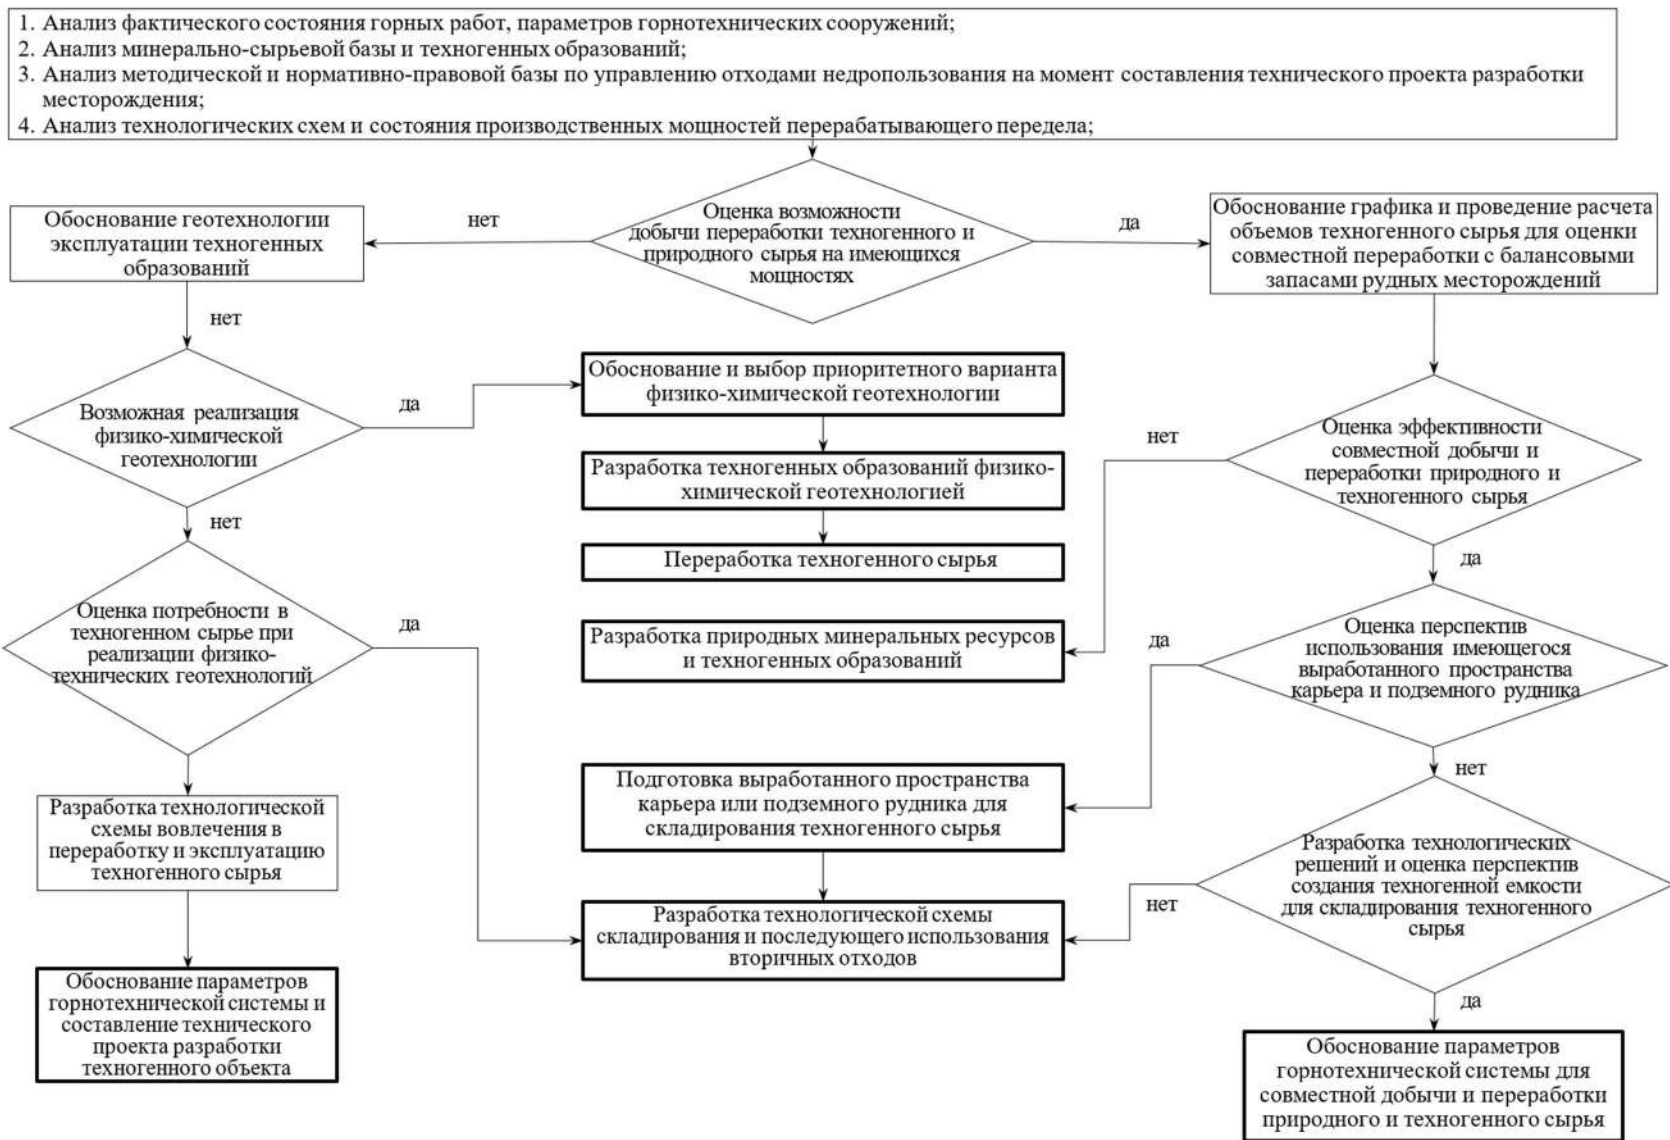 1. Анализ фактического состояния горных работ, параметров горнотехнических сооружений;
2. Анализ минерально-сырьевой базы и техногенных образований;
3. Анализ методической и нормативно-правовой базы по управлению отходами недропользования на момент составления технического проекта разработки
месторождения;
4. Анализ технологических схем и состояния производственных мощностей перерабатывающего передела;
Оценка возможности
добычи переработки техногенного и
природного сырья на имеющихся
мощностях
нет
да
Обоснование геотехнологии
эксплуатации техногенных
образований
Обоснование графика и проведение расчета
объемов техногенного сырья для оценки
совместной переработки с балансовыми
запасами рудных месторождений
нет
Возможная реализация
физико-химической
геотехнологии
да
Обоснование и выбор приоритетного варианта
физико-химической геотехнологии
Разработка техногенных образований физико-
химической геотехнологией
Переработка техногенного сырья
нет
Оценка эффективности
совместной добычи и
переработки природного и
техногенного сырья
нет
да
Оценка потребности в
техногенном сырье при
реализации физико-
технических геотехнологий
да
Разработка природных минеральных ресурсов
и техногенных образований
да
Оценка перспектив
использования имеющегося
выработанного пространства
карьера и подземного рудника
нет
Подготовка выработанного пространства
карьера или подземного рудника для
складирования техногенного сырья
Разработка технологической
схемы вовлечения в
переработку и эксплуатацию
техногенного сырья
Разработка технологических
решений и оценка перспектив
создания техногенной емкости
для складирования техногенного
сырья
нет
Разработка технологической схемы
складирования и последующего использования
вторичных отходов
да
Обоснование параметров
горнотехнической системы и
составление технического
проекта разработки
техногенного объекта
Обоснование параметров
горнотехнической системы для
совместной добычи и переработки
природного и техногенного сырья